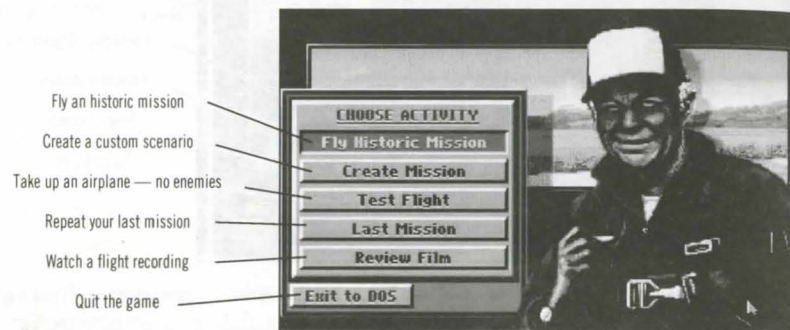 Fly an historic mission
Create a custom scenario
Take up an airplane — no enemies
Repeat your last mission
Watch a flight recording
Quit the game
CHOOSE ACTIVITY
Fly Historic Mission
Create Mission
Test Flight
Last Mission
Review Film
Exit to DOS